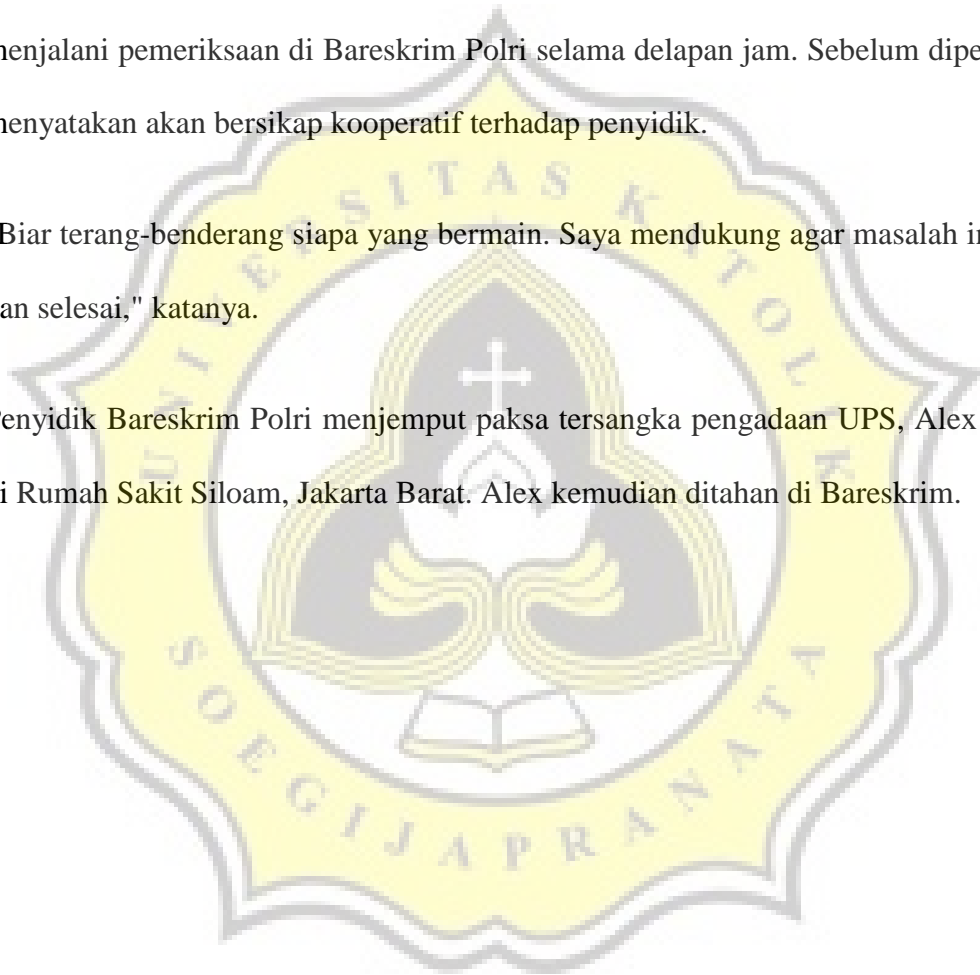 menjalani pemeriksaan di Bareskrim Polri selama delapan jam. Sebelum dipe
menyatakan akan bersikap kooperatif terhadap penyidik.
Biar terang-benderang siapa yang bermain. Saya mendukung agar masalah in
an selesai," katanya.
Penyidik Bareskrim Polri menjemput paksa tersangka pengadaan UPS, Alex
i Rumah Sakit Siloam, Jakarta Barat. Alex kemudian ditahan di Bareskrim.
UNIVERSITAS KATOLIK
SOEGIJAPRANATA